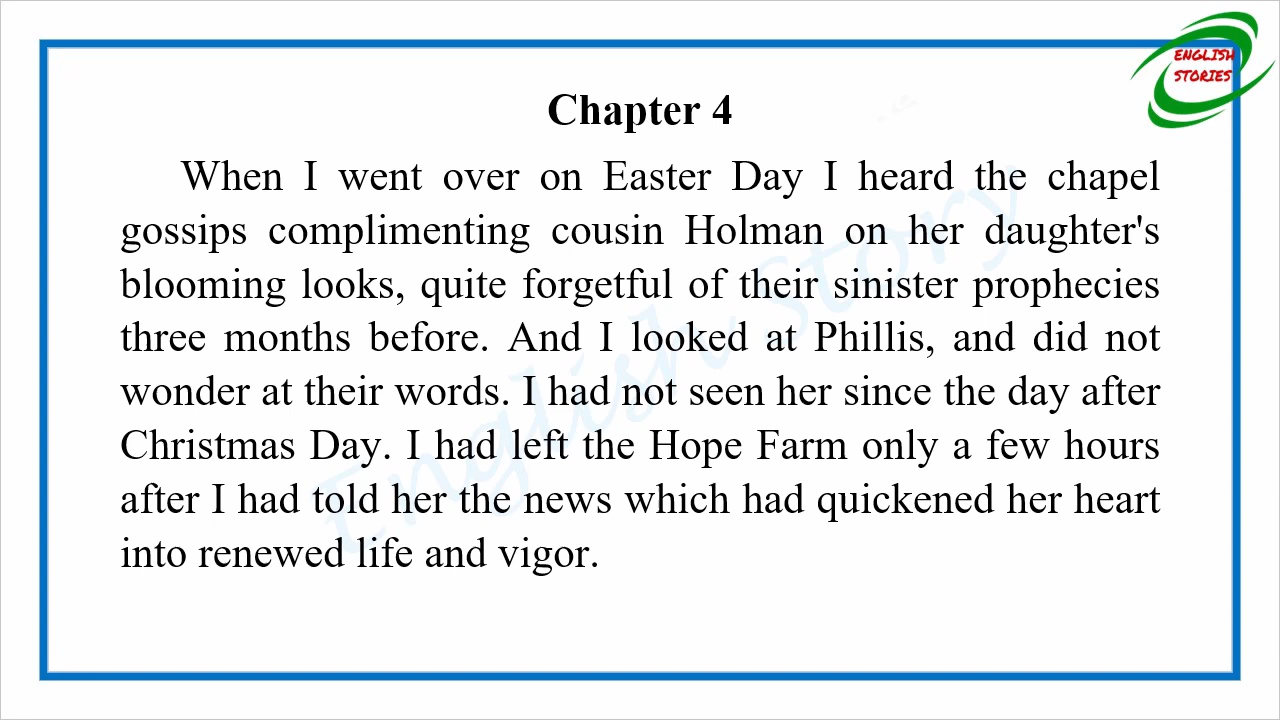 ENGLISH
STORIES
Chapter 4
When I went over on Easter Day I heard the chapel
gossips complimenting cousin Holman on her daughter's
blooming looks, quite forgetful of their sinister prophecies
three months before. And I looked at Phillis, and did not
wonder at their words. I had not seen her since the day after
Christmas Day. I had left the Hope Farm only a few hours
after I had told her the news which had quickened her heart
into renewed life and vigor.
English Story